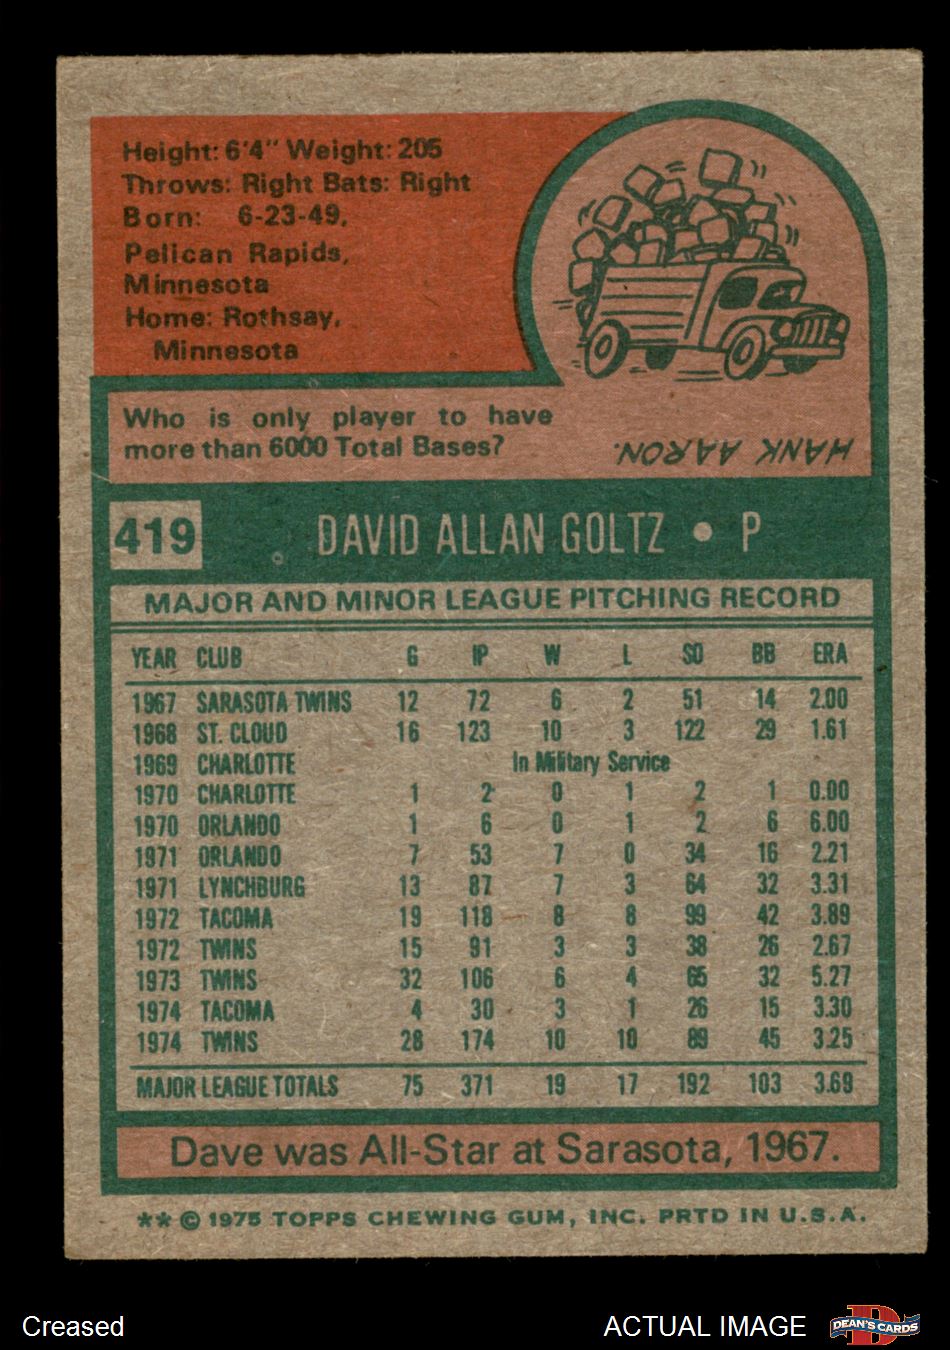 Height: 6'4" Weight: 205
Throws: Right Bats: Right
Born: 6-23-49,
Pelican Rapids,
Minnesota
Home: Rothsay,
Minnesota
Who is only player to have
more than 6000 Total Bases?
HANK AARON.
419 DAVID ALLAN GOLTZ • P
MAJOR AND MINOR LEAGUE PITCHING RECORD
YEAR CLUB G IP W L SO BB ERA
1967 SARASOTA TWINS 12 72 6 2 51 14 2.00
1968 ST. CLOUD 16 123 10 3 122 29 1.61
1969 CHARLOTTE In Military Service
1970 CHARLOTTE 1 2 0 1 2 1 0.00
1970 ORLANDO 1 6 0 1 2 6 6.00
1971 ORLANDO 7 53 7 0 34 16 2.21
1971 LYNCHBURG 13 87 7 3 64 32 3.31
1972 TACOMA 19 118 8 8 99 42 3.89
1972 TWINS 15 91 3 3 38 26 2.67
1973 TWINS 32 106 6 4 65 32 5.27
1974 TACOMA 4 30 3 1 26 15 3.30
1974 TWINS 28 174 10 10 89 45 3.25
MAJOR LEAGUE TOTALS 75 371 19 17 192 103 3.69
Dave was All-Star at Sarasota, 1967.
** © 1975 TOPPS CHEWING GUM, INC. PRTD IN U.S.A.
Creased
ACTUAL IMAGE
DEAN'S CARDS